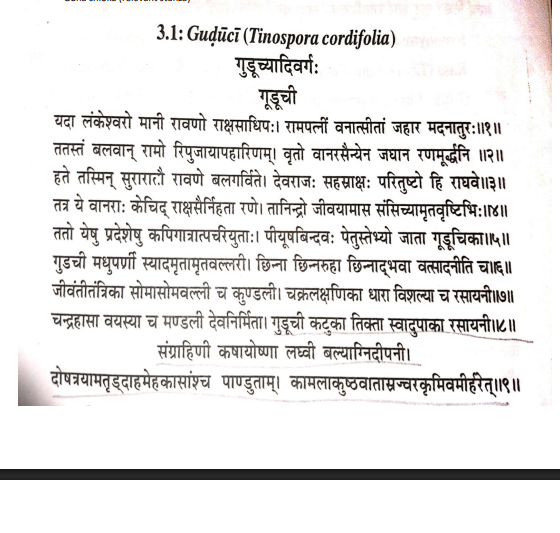 3.1: Guḍūcī (Tinospora cordifolia)
गुडूच्यादिवर्गः
गूडूची
यदा लंकेश्वरो मानी रावणो राक्षसाधिपः। रामपत्नीं वनात्सीतां जहार मदनातुरः॥१॥
ततस्तं बलवान् रामो रिपुजायापहारिणम्। वृतो वानरसैन्येन जघान रणमूर्द्धनि ॥२॥
हते तस्मिन् सुरारातौ रावणे बलगर्विते। देवराजः सहस्राक्षः परितुष्टो हि राघवे॥३॥
तत्र ये वानराः केचिद् राक्षसैर्निहता रणे। तानिन्द्रो जीवयामास संसिच्यामृतवृष्टिभिः॥४॥
ततो येषु प्रदेशेषु कपिगात्रात्परियुताः। पीयूषबिन्दवः पेतुस्तेभ्यो जाता गूडूचिका॥५॥
गुडची मधुपर्णी स्यादमृतामृतवल्लरी। छिन्ना छिन्नरुहा छिन्नाद्भवा वत्सादनीति च॥६॥
जीवंतीतंत्रिका सोमासोमवल्ली च कुण्डली। चक्रलक्षणिका धारा विशल्या च रसायनी॥७॥
चन्द्रहासा वयस्या च मण्डली देवनिर्मिता। गुडूची कटुका तिक्ता स्वादुपाका रसायनी॥८॥
संग्राहिणी कषायोष्णा लघ्वी बल्याग्निदीपनी।
दोषत्रयामतृड्दाहमेहकासांश्च पाण्डुताम्। कामलाकुष्ठवातास्रज्वरकृमिवमीर्हरेत्॥९॥